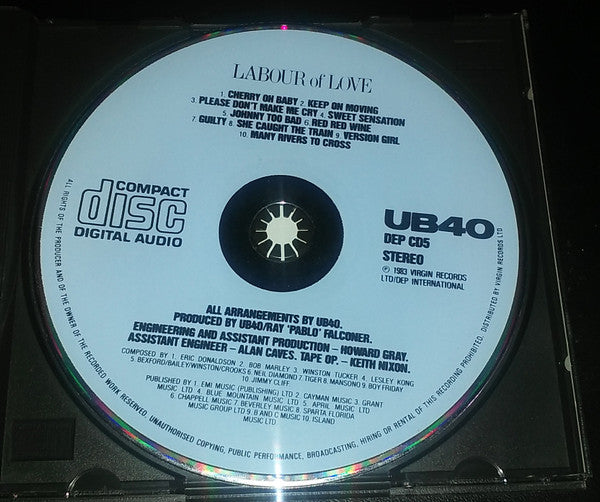 LABOUR of LOVE
1. CHERRY OH BABY 2. KEEP ON MOVING
3. PLEASE DON'T MAKE ME CRY 4. SWEET SENSATION
5. JOHNNY TOO BAD 6. RED RED WINE
7. GUILTY 8. SHE CAUGHT THE TRAIN 9. VERSION GIRL
10. MANY RIVERS TO CROSS
COMPACT
disc
DIGITAL AUDIO
UB40
DEP CD5
STEREO
℗ 1983 VIRGIN RECORDS
LTD/DEP INTERNATIONAL
ALL ARRANGEMENTS BY UB40.
PRODUCED BY UB40/RAY 'PABLO' FALCONER.
ENGINEERING AND ASSISTANT PRODUCTION – HOWARD GRAY.
ASSISTANT ENGINEER – ALAN CAVES. TAPE OP. – KEITH NIXON.
COMPOSED BY 1. ERIC DONALDSON 2. BOB MARLEY 3. WINSTON TUCKER 4. LESLEY KONG
5. BEXFORD/BAILEY/WINSTON/CROOKS 6. NEIL DIAMOND 7. TIGER 8. MANSONO 9. BOY FRIDAY
10. JIMMY CLIFF
PUBLISHED BY 1. EMI MUSIC (PUBLISHING) LTD 2. CAYMAN MUSIC 3. GRANT
MUSIC LTD 4. BLUE MOUNTAIN MUSIC LTD 5. APRIL MUSIC LTD
6. CHAPPELL MUSIC 7. BEVERLEY MUSIC 8. SPARTA FLORIDA
MUSIC GROUP LTD 9. B AND C MUSIC 10. ISLAND
MUSIC LTD
ALL RIGHTS OF THE PRODUCER AND OF THE OWNER OF THE RECORDED WORK RESERVED. UNAUTHORISED COPYING, PUBLIC PERFORMANCE, BROADCASTING, HIRING OR RENTAL OF THIS RECORDING PROHIBITED. DISTRIBUTED BY VIRGIN RECORDS LTD